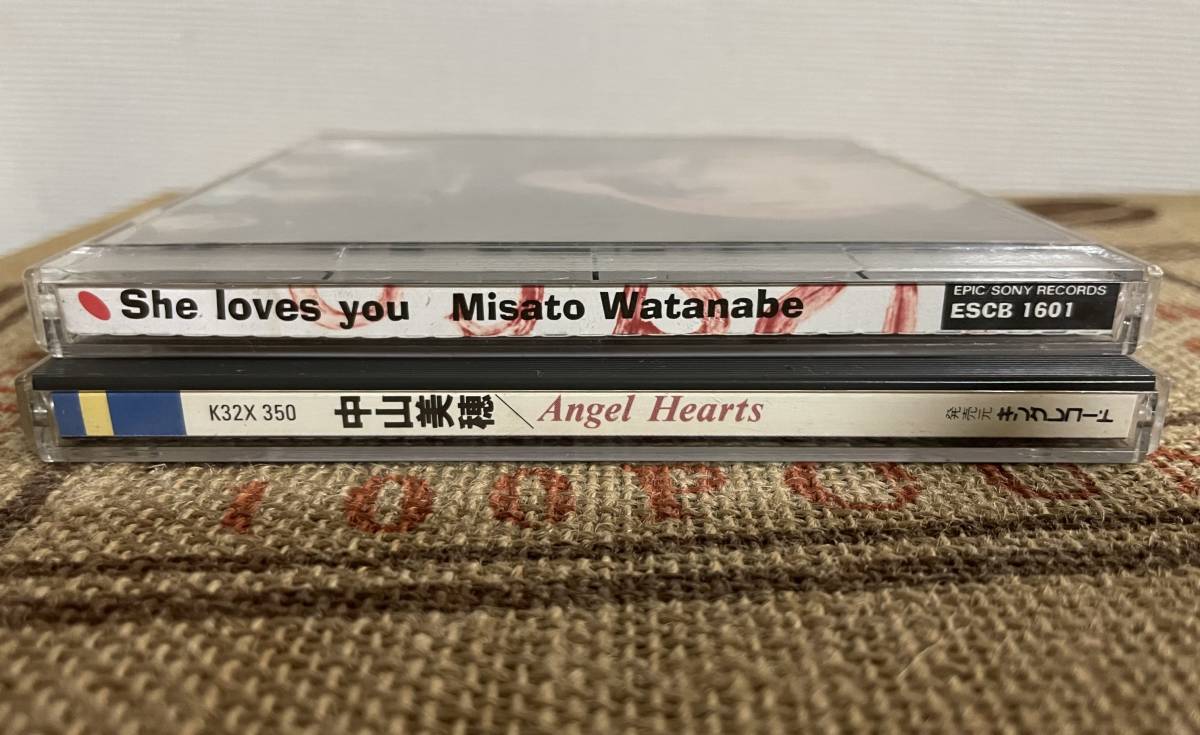 She loves you Misato Watanabe
EPIC/SONY RECORDS
ESCB 1601
K32X 350 中山美穂／Angel Hearts 発売元 キングレコード
100POU